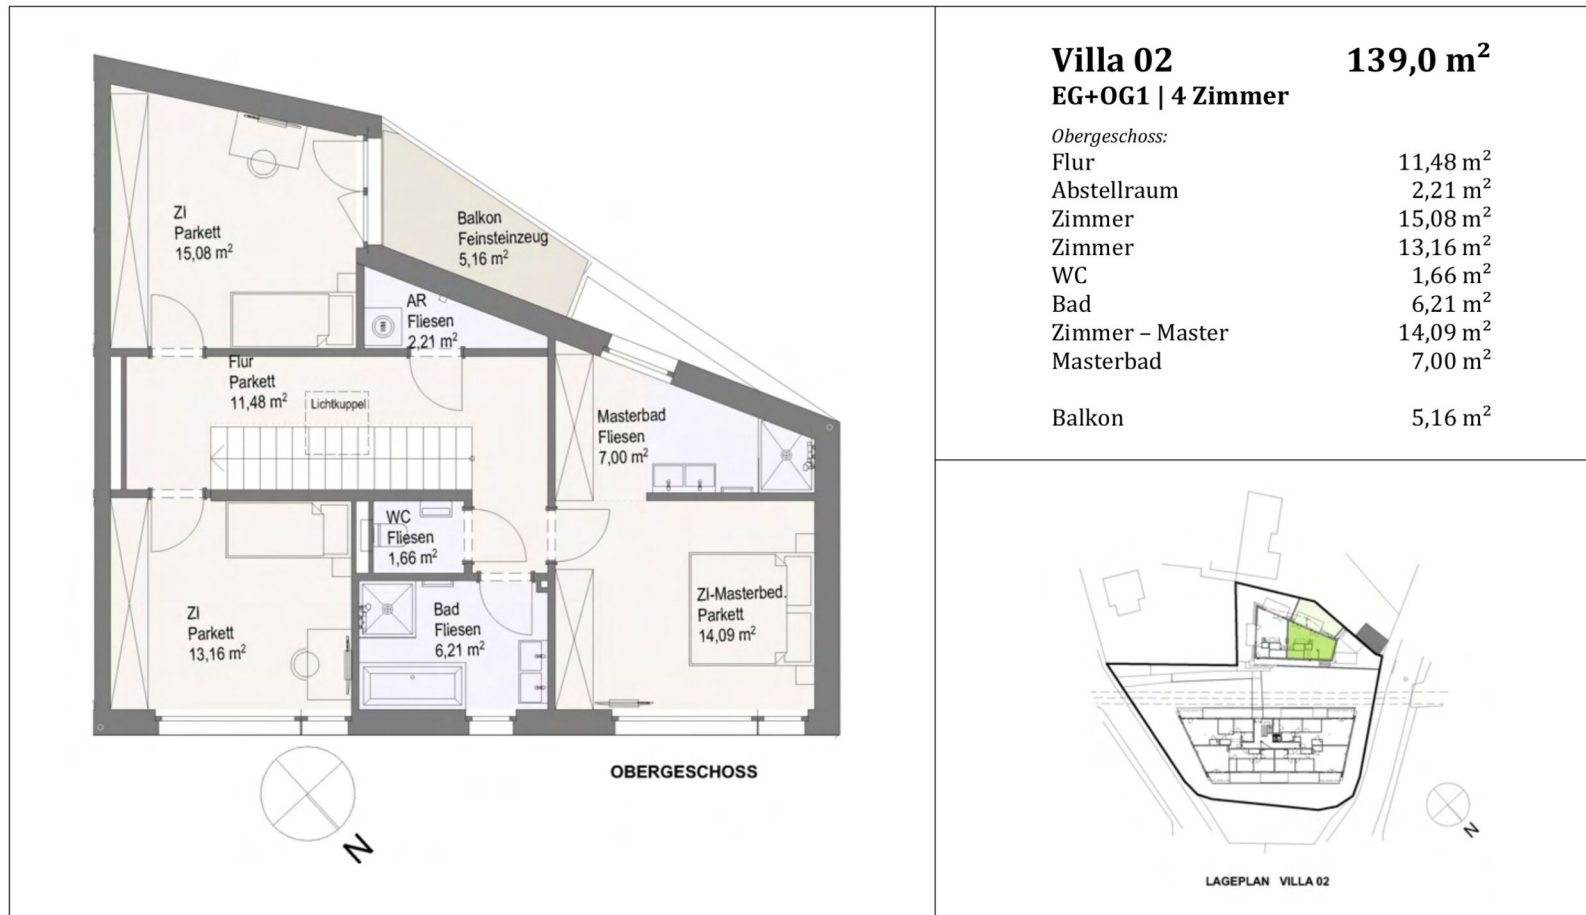 Villa 02 139,0 m²
EG+OG1 | 4 Zimmer
Obergeschoss:
Flur 11,48 m²
Abstellraum 2,21 m²
Zimmer 15,08 m²
Zimmer 13,16 m²
WC 1,66 m²
Bad 6,21 m²
Zimmer – Master 14,09 m²
Masterbad 7,00 m²
Balkon 5,16 m²
ZI
Parkett
15,08 m²
Balkon
Feinsteinzeug
5,16 m²
AR
Fliesen
2,21 m²
WM
Flur
Parkett
11,48 m²
Lichtkuppel
Masterbad
Fliesen
7,00 m²
WC
Fliesen
1,66 m²
ZI
Parkett
13,16 m²
Bad
Fliesen
6,21 m²
ZI-Masterbed.
Parkett
14,09 m²
OBERGESCHOSS
N
N
LAGEPLAN VILLA 02